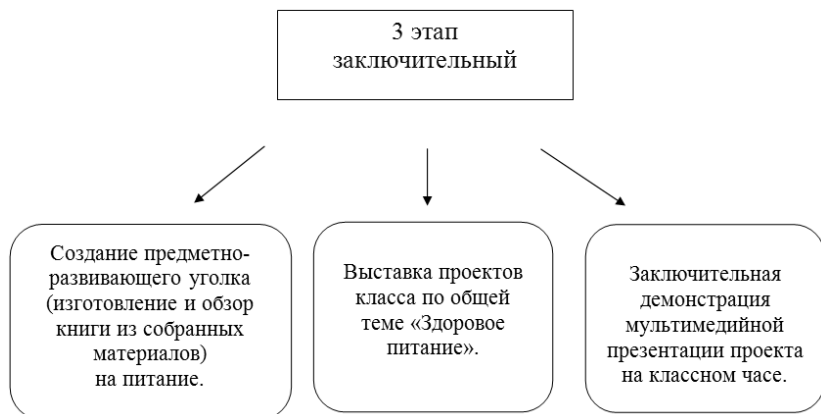 3 этап
заключительный
Создание предметно-
развивающего уголка
(изготовление и обзор
книги из собранных
материалов)
на питание.
Выставка проектов
класса по общей
теме «Здоровое
питание».
Заключительная
демонстрация
мультимедийной
презентации проекта
на классном часе.